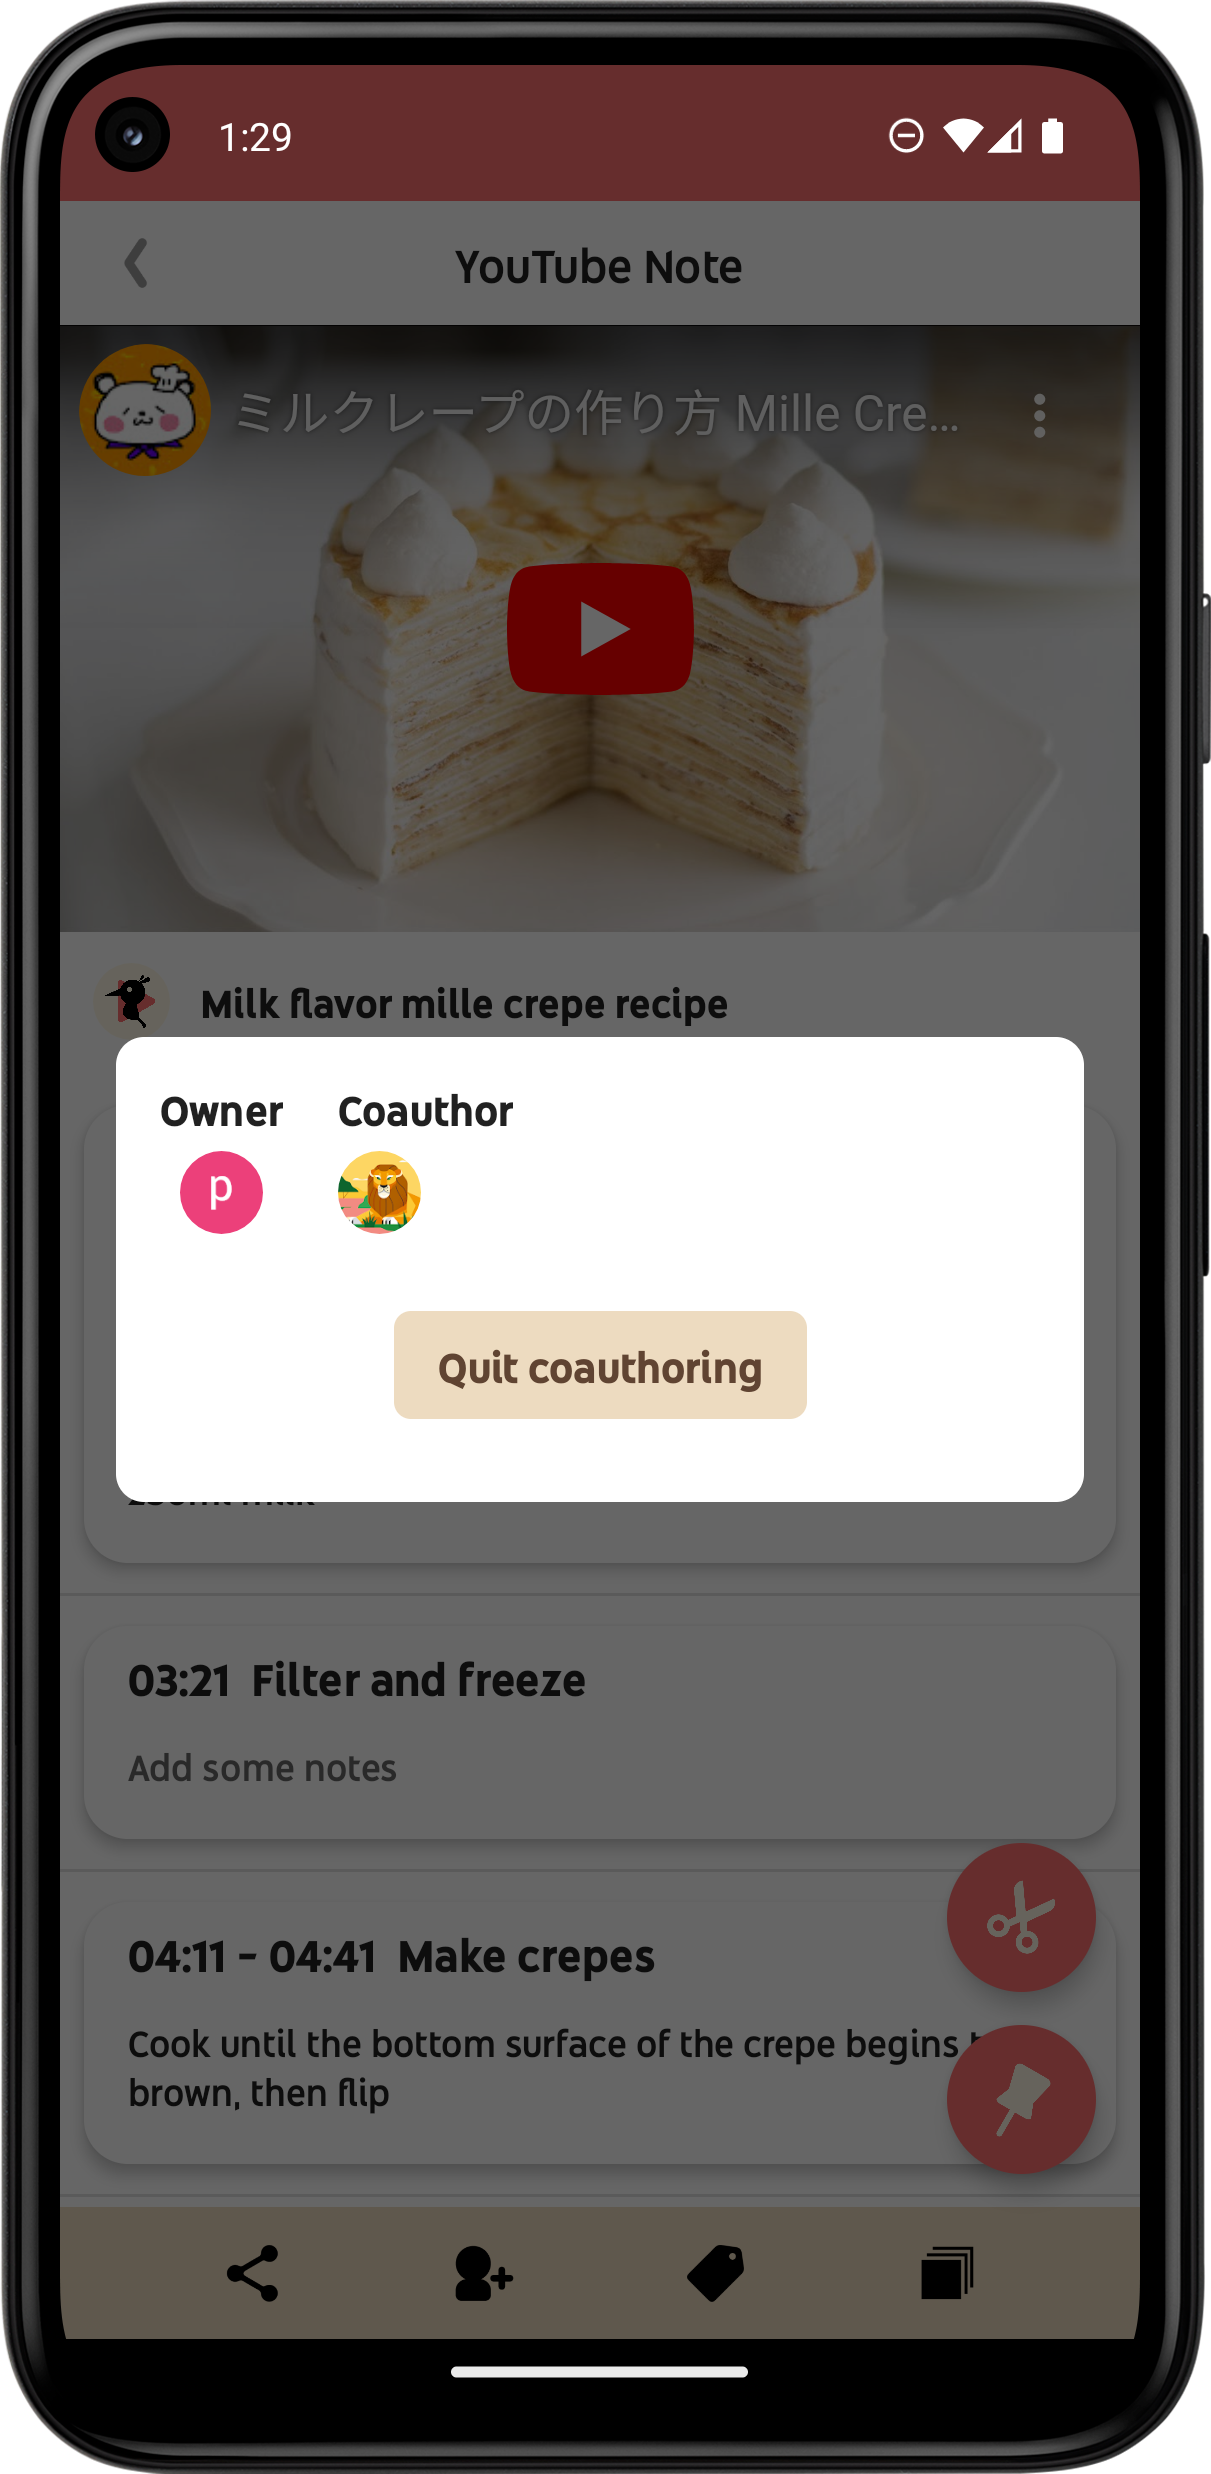 1:29
YouTube Note
ミルクレープの作り方 Mille Cre...
Milk flavor mille crepe recipe
Owner Coauthor
p
Quit coauthoring
03:21 Filter and freeze
Add some notes
04:11 - 04:41 Make crepes
Cook until the bottom surface of the crepe begins
brown, then flip